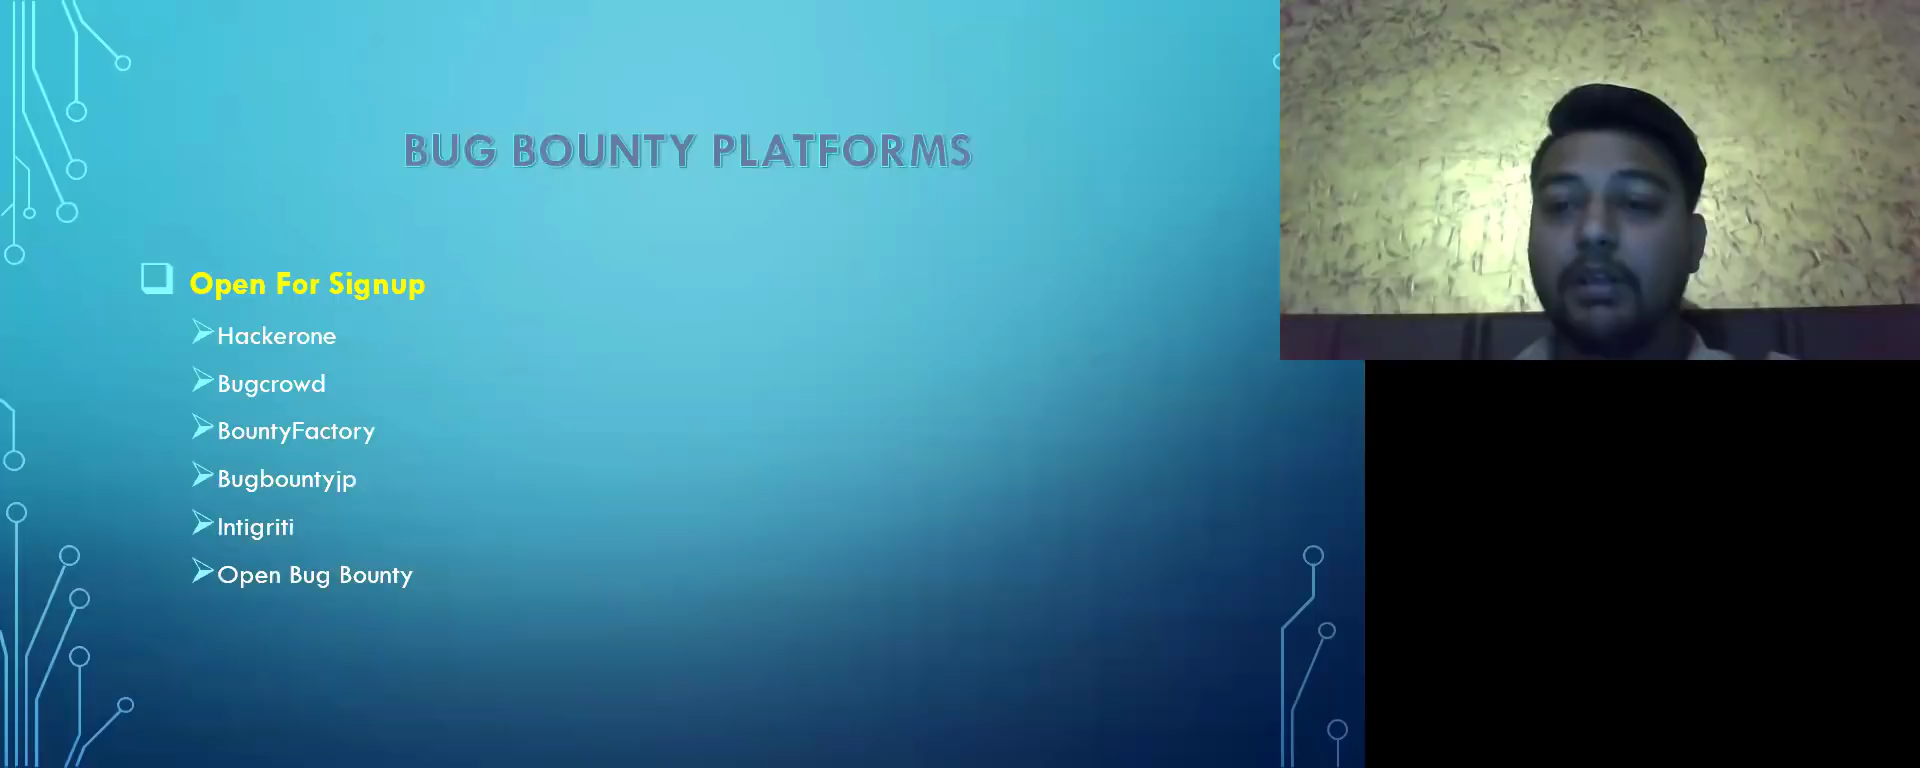 BUG BOUNTY PLATFORMS
Open For Signup
Hackerone
Bugcrowd
BountyFactory
Bugbountyjp
Intigriti
Open Bug Bounty